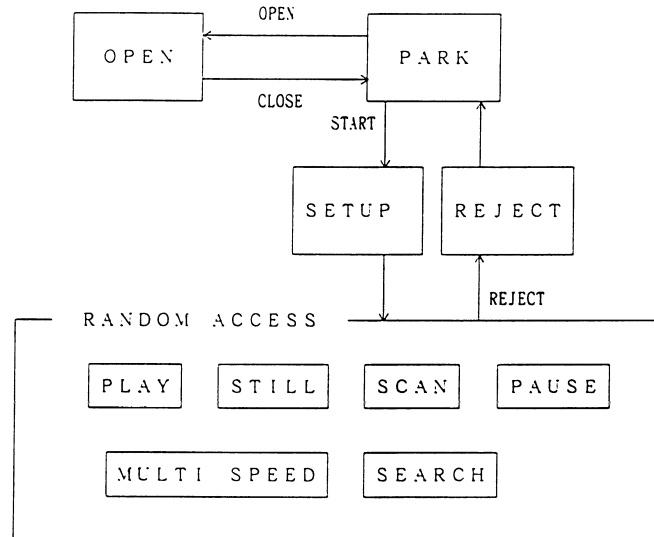 OPEN
OPEN PARK
CLOSE
START
SETUP REJECT
REJECT
RANDOM ACCESS
PLAY STILL SCAN PAUSE
MULTI SPEED SEARCH